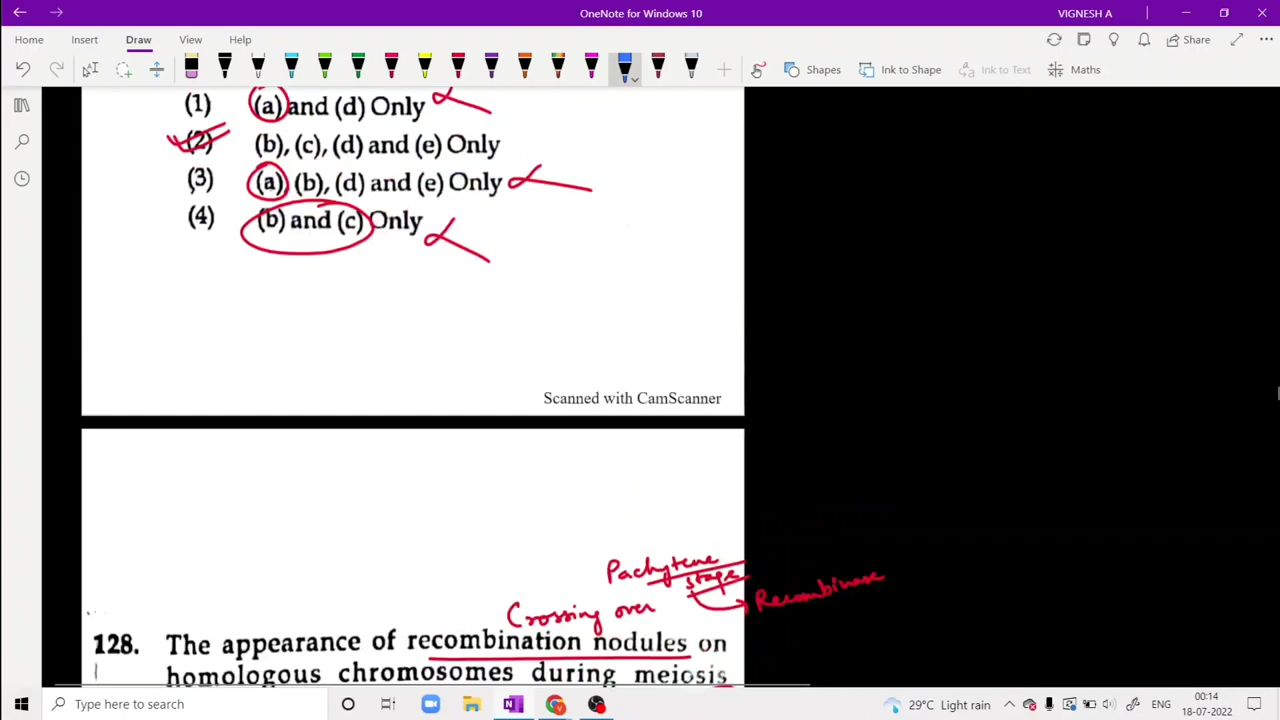 OneNote for Windows 10
VIGNESH A
Home Insert Draw View Help
Share
Shapes
Ink to Shape
Ink to Text
Maths
(1) (a) and (d) Only
(2) (b), (c), (d) and (e) Only
(3) (a), (b), (d) and (e) Only
(4) (b) and (c) Only
Scanned with CamScanner
Pachytene
stage
Recombinase
Crossing over
128. The appearance of recombination nodules on
homologous chromosomes during meiosis
Type here to search
29°C Light rain
ENG
00:14
18-07-2022